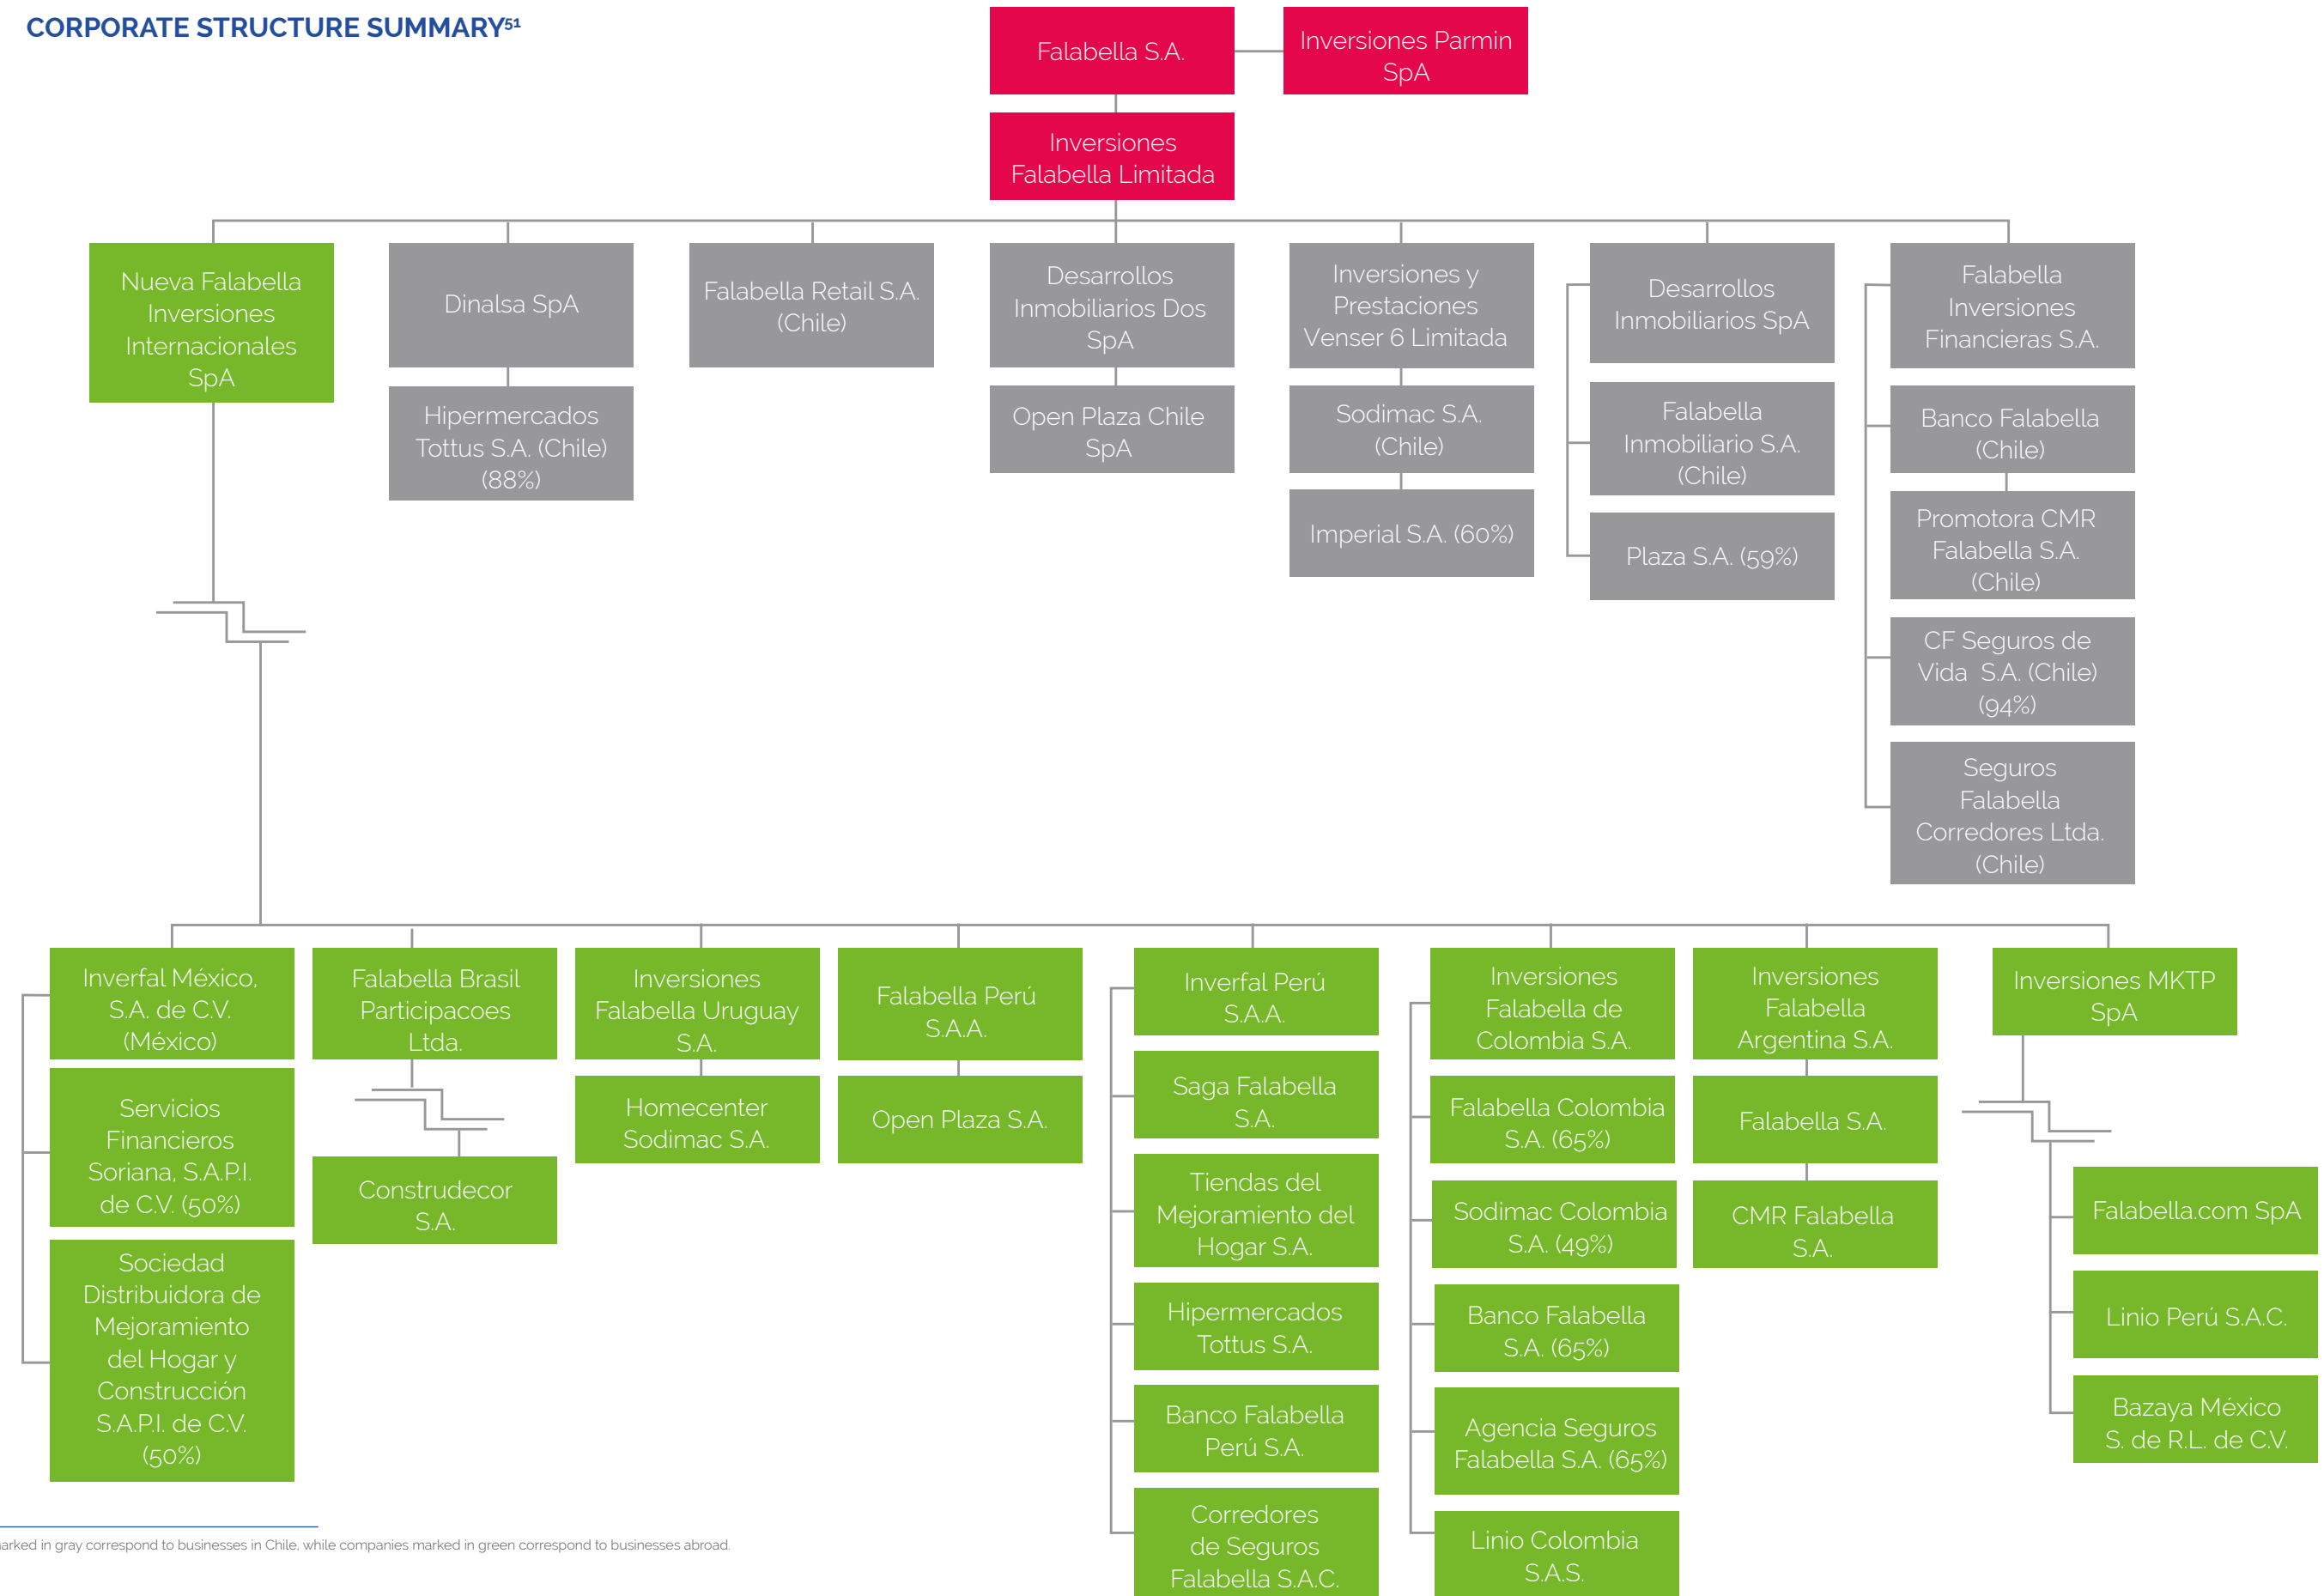 CORPORATE STRUCTURE SUMMARY⁵¹
Falabella S.A.
Inversiones Parmin
SpA
Inversiones
Falabella Limitada
Nueva Falabella
Inversiones
Internacionales
SpA
Dinalsa SpA
Hipermercados
Tottus S.A. (Chile)
(88%)
Falabella Retail S.A.
(Chile)
Desarrollos
Inmobiliarios Dos
SpA
Open Plaza Chile
SpA
Inversiones y
Prestaciones
Venser 6 Limitada
Sodimac S.A.
(Chile)
Imperial S.A. (60%)
Desarrollos
Inmobiliarios SpA
Falabella
Inmobiliario S.A.
(Chile)
Plaza S.A. (59%)
Falabella
Inversiones
Financieras S.A.
Banco Falabella
(Chile)
Promotora CMR
Falabella S.A.
(Chile)
CF Seguros de
Vida S.A. (Chile)
(94%)
Seguros
Falabella
Corredores Ltda.
(Chile)
Inverfal México,
S.A. de C.V.
(México)
Servicios
Financieros
Soriana, S.A.P.I.
de C.V. (50%)
Sociedad
Distribuidora de
Mejoramiento
del Hogar y
Construcción
S.A.P.I. de C.V.
(50%)
Falabella Brasil
Participacoes
Ltda.
Construdecor
S.A.
Inversiones
Falabella Uruguay
S.A.
Homecenter
Sodimac S.A.
Falabella Perú
S.A.A.
Open Plaza S.A.
Inverfal Perú
S.A.A.
Saga Falabella
S.A.
Tiendas del
Mejoramiento del
Hogar S.A.
Hipermercados
Tottus S.A.
Banco Falabella
Perú S.A.
Corredores
de Seguros
Falabella S.A.C.
Inversiones
Falabella de
Colombia S.A.
Falabella Colombia
S.A. (65%)
Sodimac Colombia
S.A. (49%)
Banco Falabella
S.A. (65%)
Agencia Seguros
Falabella S.A. (65%)
Linio Colombia
S.A.S.
Inversiones
Falabella
Argentina S.A.
Falabella S.A.
CMR Falabella
S.A.
Inversiones MKTP
SpA
Falabella.com SpA
Linio Perú S.A.C.
Bazaya México
S. de R.L. de C.V.
in gray correspond to businesses in Chile, while companies marked in green correspond to businesses abroad.